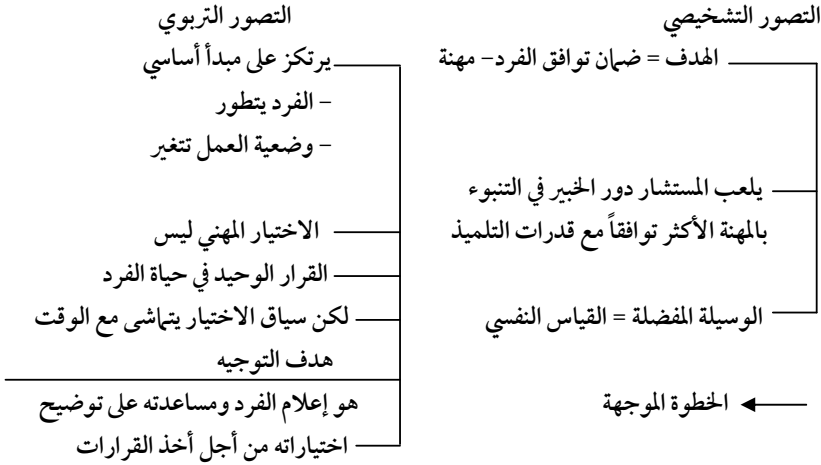 التصور التشخيصي
الهدف = ضمان توافق الفرد- مهنة
يلعب المستشار دور الخبير في التنبوء
بالمهنة الأكثر توافقاً مع قدرات التلميذ
الوسيلة المفضلة = القياس النفسي
الخطوة الموجهة
التصور التربوي
يرتكز على مبدأ أساسي
- الفرد يتطور
- وضعية العمل تتغير
الاختيار المهني ليس
القرار الوحيد في حياة الفرد
لكن سياق الاختيار يتماشى مع الوقت
هدف التوجيه
هو إعلام الفرد ومساعدته على توضيح
اختياراته من أجل أخذ القرارات